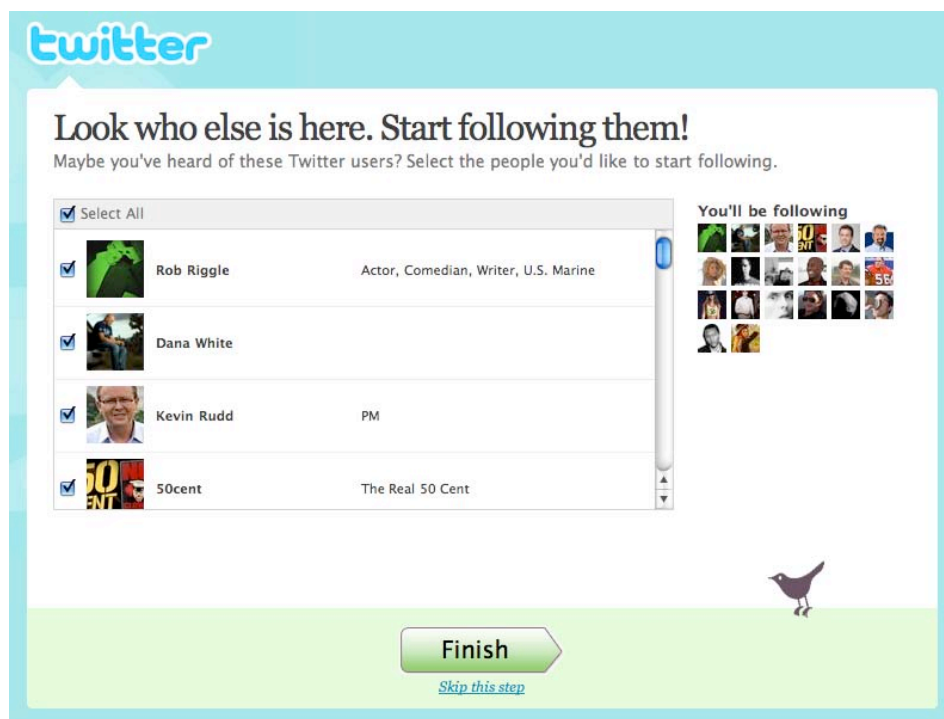 twitter
Look who else is here. Start following them!
Maybe you've heard of these Twitter users? Select the people you'd like to start following.
Select All
You'll be following
Rob Riggle Actor, Comedian, Writer, U.S. Marine
Dana White
Kevin Rudd PM
50 CENT
50cent The Real 50 Cent
Finish
Skip this step